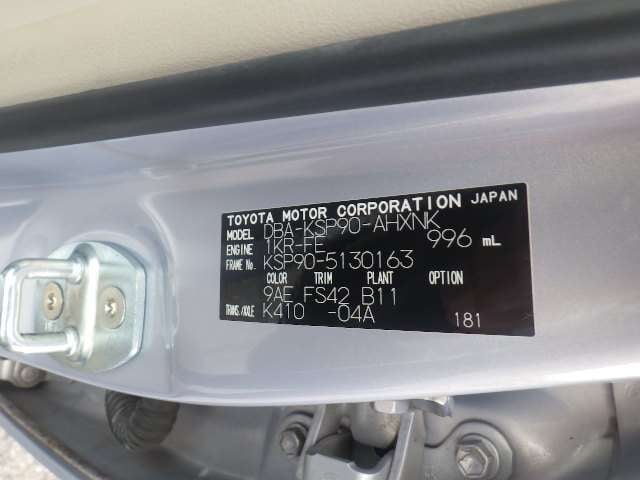 TOYOTA MOTOR CORPORATION JAPAN
MODEL DBA-KSP90-AHXNK
ENGINE 1KR-FE 996 mL
FRAME No. KSP90-5130163
COLOR TRIM PLANT OPTION
9AE FS42 B11
TRANS./AXLE K410 -04A 181